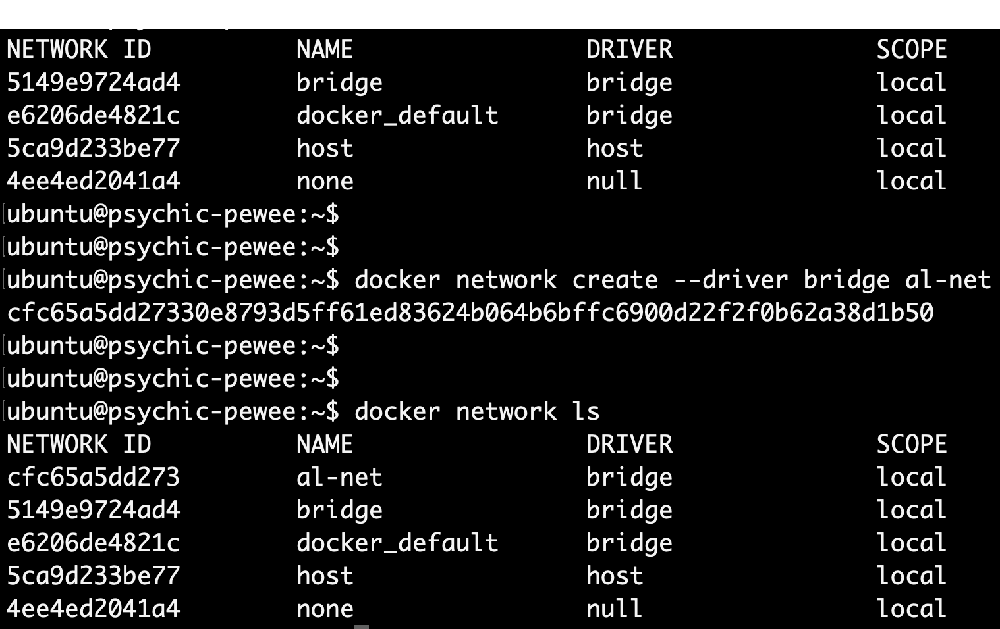 NETWORK ID NAME DRIVER SCOPE
5149e9724ad4 bridge bridge local
e6206de4821c docker_default bridge local
5ca9d233be77 host host local
4ee4ed2041a4 none null local
ubuntu@psychic-pewee:~$
ubuntu@psychic-pewee:~$
ubuntu@psychic-pewee:~$ docker network create --driver bridge al-net
cfc65a5dd27330e8793d5ff61ed83624b064b6bffc6900d22f2f0b62a38d1b50
ubuntu@psychic-pewee:~$
ubuntu@psychic-pewee:~$
ubuntu@psychic-pewee:~$ docker network ls
NETWORK ID NAME DRIVER SCOPE
cfc65a5dd273 al-net bridge local
5149e9724ad4 bridge bridge local
e6206de4821c docker_default bridge local
5ca9d233be77 host host local
4ee4ed2041a4 none null local